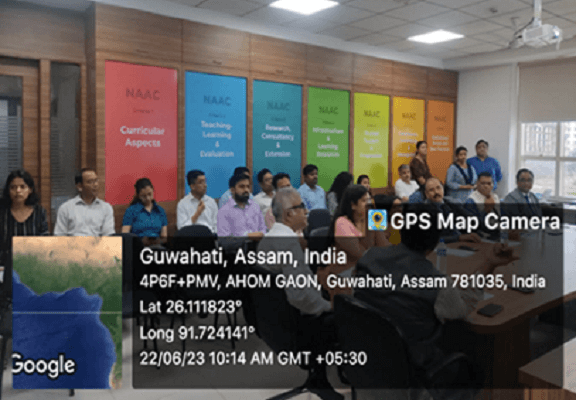 NAAC
Curricular
Aspects
NAAC
Teaching-
Learning
&
Evaluation
NAAC
Research,
Consultancy
&
Extension
NAAC
Infrastructure
&
Learning
Resources
NAAC
Student
&
NAAC
&
NAAC
&
GPS Map Camera
Guwahati, Assam, India
4P6F+PMV, AHOM GAON, Guwahati, Assam 781035, India
Lat 26.111823°
Long 91.724141°
22/06/23 10:14 AM GMT +05:30
Google